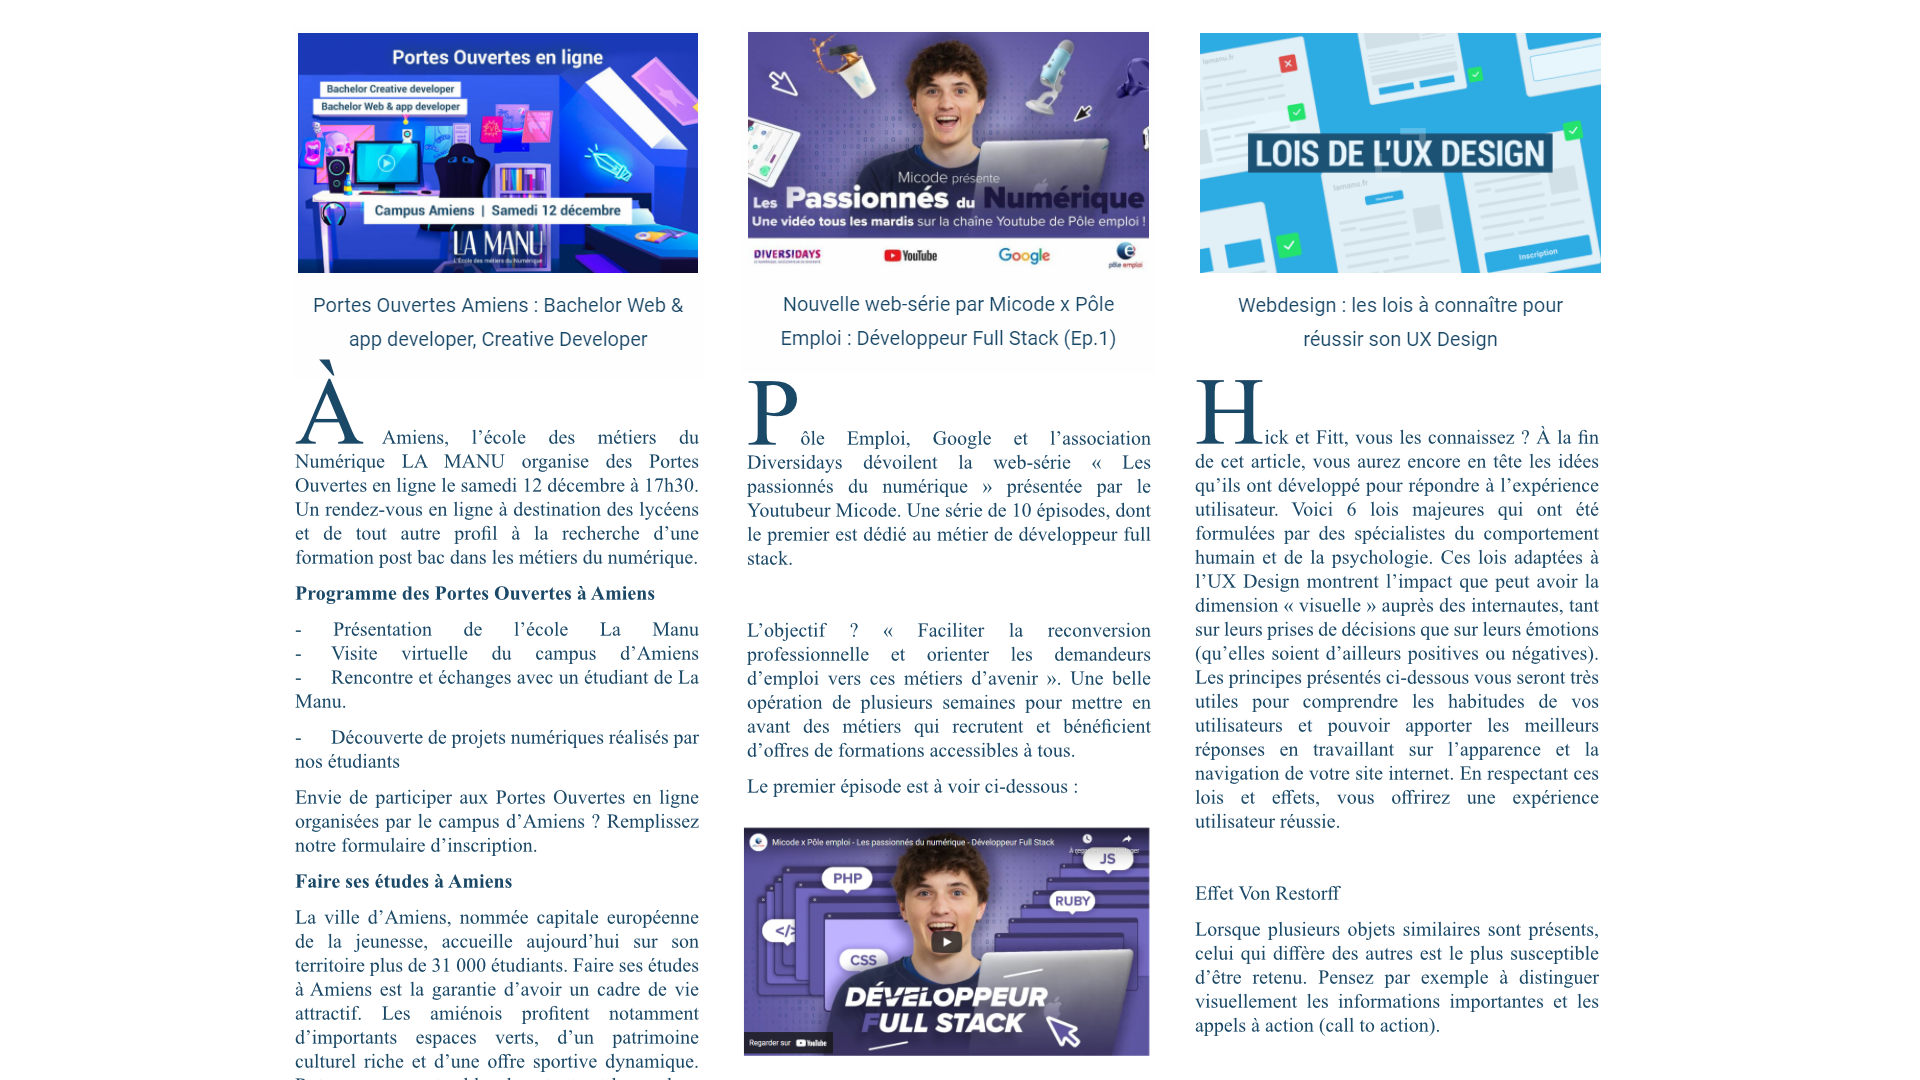 Portes Ouvertes en ligne
Bachelor Creative developer
Bachelor Web & app developer
Campus Amiens | Samedi 12 décembre
LA MANU
L'École des métiers du Numérique
Portes Ouvertes Amiens : Bachelor Web &
app developer, Creative Developer
À Amiens, l’école des métiers du
Numérique LA MANU organise des Portes
Ouvertes en ligne le samedi 12 décembre à 17h30.
Un rendez-vous en ligne à destination des lycéens
et de tout autre profil à la recherche d’une
formation post bac dans les métiers du numérique.
Programme des Portes Ouvertes à Amiens
- Présentation de l’école La Manu
- Visite virtuelle du campus d’Amiens
- Rencontre et échanges avec un étudiant de La
Manu.
- Découverte de projets numériques réalisés par
nos étudiants
Envie de participer aux Portes Ouvertes en ligne
organisées par le campus d’Amiens ? Remplissez
notre formulaire d’inscription.
Faire ses études à Amiens
La ville d’Amiens, nommée capitale européenne
de la jeunesse, accueille aujourd’hui sur son
territoire plus de 31 000 étudiants. Faire ses études
à Amiens est la garantie d’avoir un cadre de vie
attractif. Les amiénois profitent notamment
d’importants espaces verts, d’un patrimoine
culturel riche et d’une offre sportive dynamique.
Micode présente
Les Passionnés du Numérique
Une vidéo tous les mardis sur la chaîne Youtube de Pôle emploi !
DIVERSIDAYS
YouTube
Google
pôle emploi
Nouvelle web-série par Micode x Pôle
Emploi : Développeur Full Stack (Ep.1)
Pôle Emploi, Google et l’association
Diversidays dévoilent la web-série « Les
passionnés du numérique » présentée par le
Youtubeur Micode. Une série de 10 épisodes, dont
le premier est dédié au métier de développeur full
stack.
L’objectif ? « Faciliter la reconversion
professionnelle et orienter les demandeurs
d’emploi vers ces métiers d’avenir ». Une belle
opération de plusieurs semaines pour mettre en
avant des métiers qui recrutent et bénéficient
d’offres de formations accessibles à tous.
Le premier épisode est à voir ci-dessous :
Micode x Pôle emploi - Les passionnés du numérique - Développeur Full Stack
JS
PHP
RUBY
</>
CSS
DÉVELOPPEUR
FULL STACK
Regarder sur YouTube
lamanu.fr
LOIS DE L'UX DESIGN
lamanu.fr
Inscription
Webdesign : les lois à connaître pour
réussir son UX Design
Hick et Fitt, vous les connaissez ? À la fin
de cet article, vous aurez encore en tête les idées
qu’ils ont développé pour répondre à l’expérience
utilisateur. Voici 6 lois majeures qui ont été
formulées par des spécialistes du comportement
humain et de la psychologie. Ces lois adaptées à
l’UX Design montrent l’impact que peut avoir la
dimension « visuelle » auprès des internautes, tant
sur leurs prises de décisions que sur leurs émotions
(qu’elles soient d’ailleurs positives ou négatives).
Les principes présentés ci-dessous vous seront très
utiles pour comprendre les habitudes de vos
utilisateurs et pouvoir apporter les meilleurs
réponses en travaillant sur l’apparence et la
navigation de votre site internet. En respectant ces
lois et effets, vous offrirez une expérience
utilisateur réussie.
Effet Von Restorff
Lorsque plusieurs objets similaires sont présents,
celui qui diffère des autres est le plus susceptible
d’être retenu. Pensez par exemple à distinguer
visuellement les informations importantes et les
appels à action (call to action).